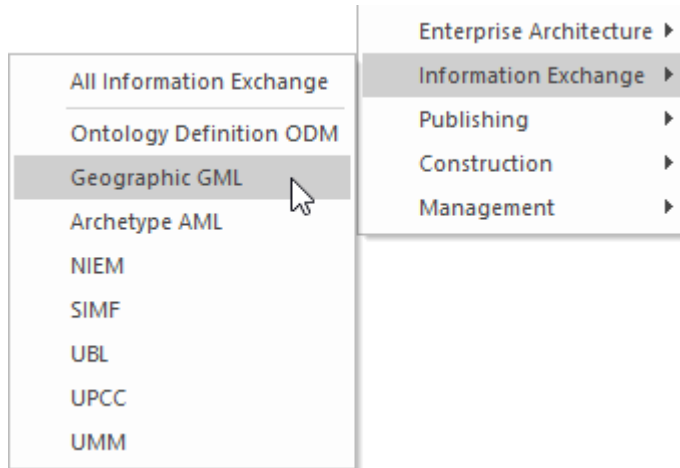 Enterprise Architecture
Information Exchange
Publishing
Construction
Management
All Information Exchange
Ontology Definition ODM
Geographic GML
Archetype AML
NIEM
SIMF
UBL
UPCC
UMM